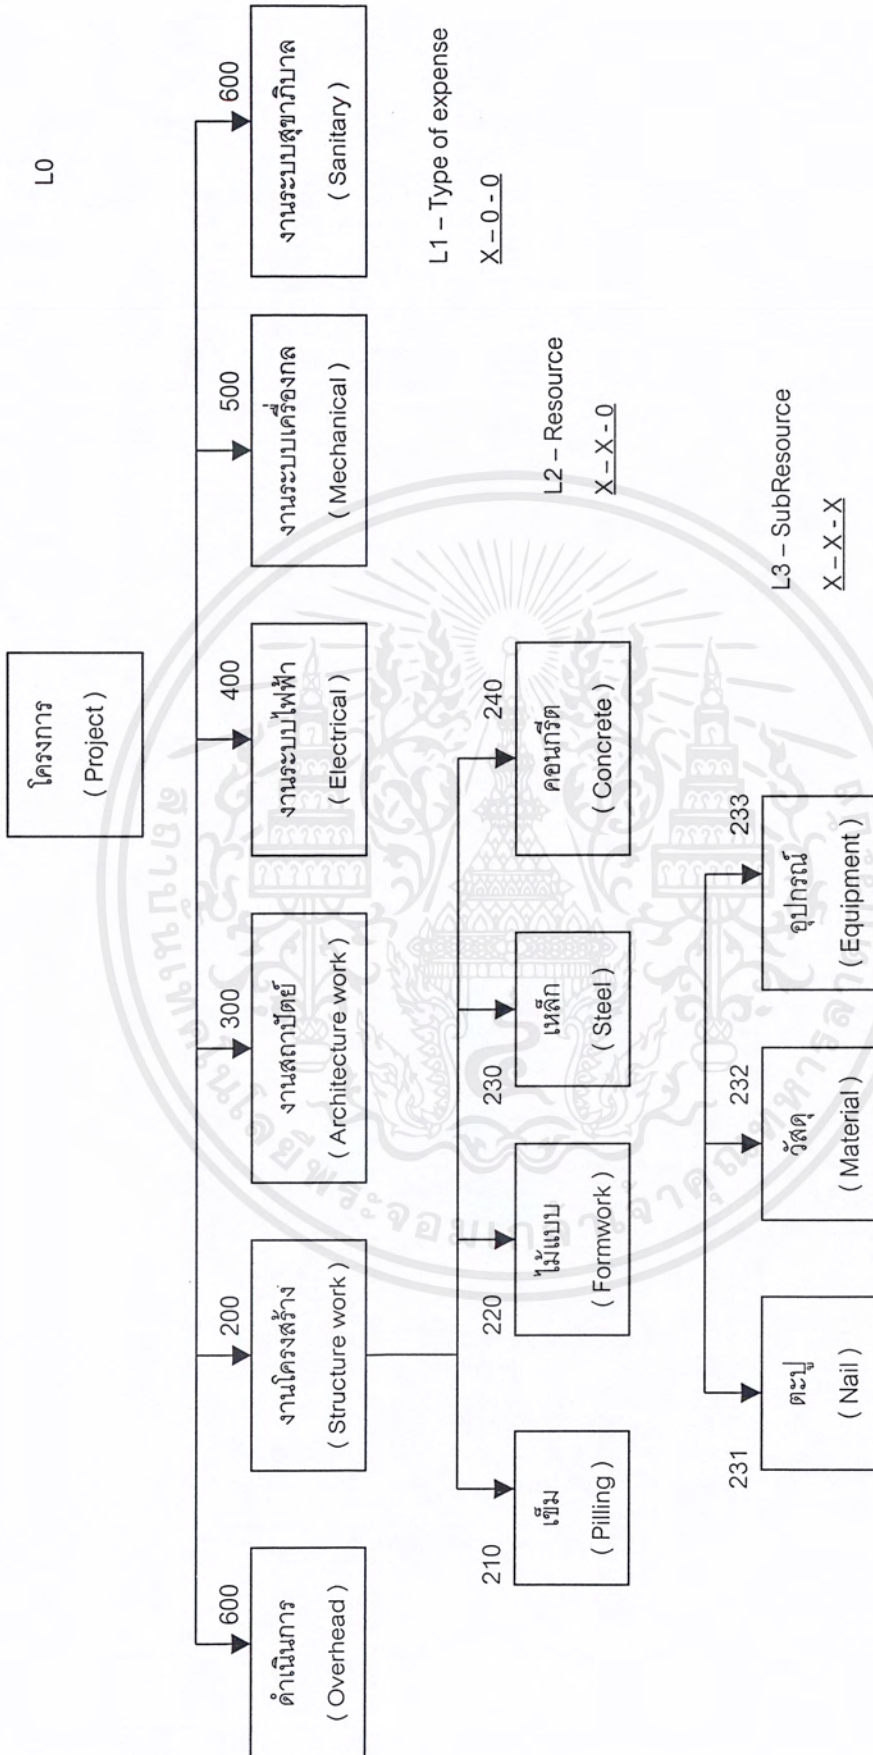 โครงการ
( Project )
L0
600
ดำเนินการ
( Overhead )
200
งานโครงสร้าง
( Structure work )
300
งานสถาปัตย์
( Architecture work )
400
งานระบบไฟฟ้า
( Electrical )
500
งานระบบเครื่องกล
( Mechanical )
600
งานระบบสุขาภิบาล
( Sanitary )
L1 – Type of expense
X – 0 - 0
210
เข็ม
( Pilling )
220
ไม้แบบ
( Formwork )
230
เหล็ก
( Steel )
240
คอนกรีต
( Concrete )
L2 – Resource
X – X - 0
231
ตะปู
( Nail )
232
วัสดุ
( Material )
233
อุปกรณ์
( Equipment )
L3 – SubResource
X – X - X